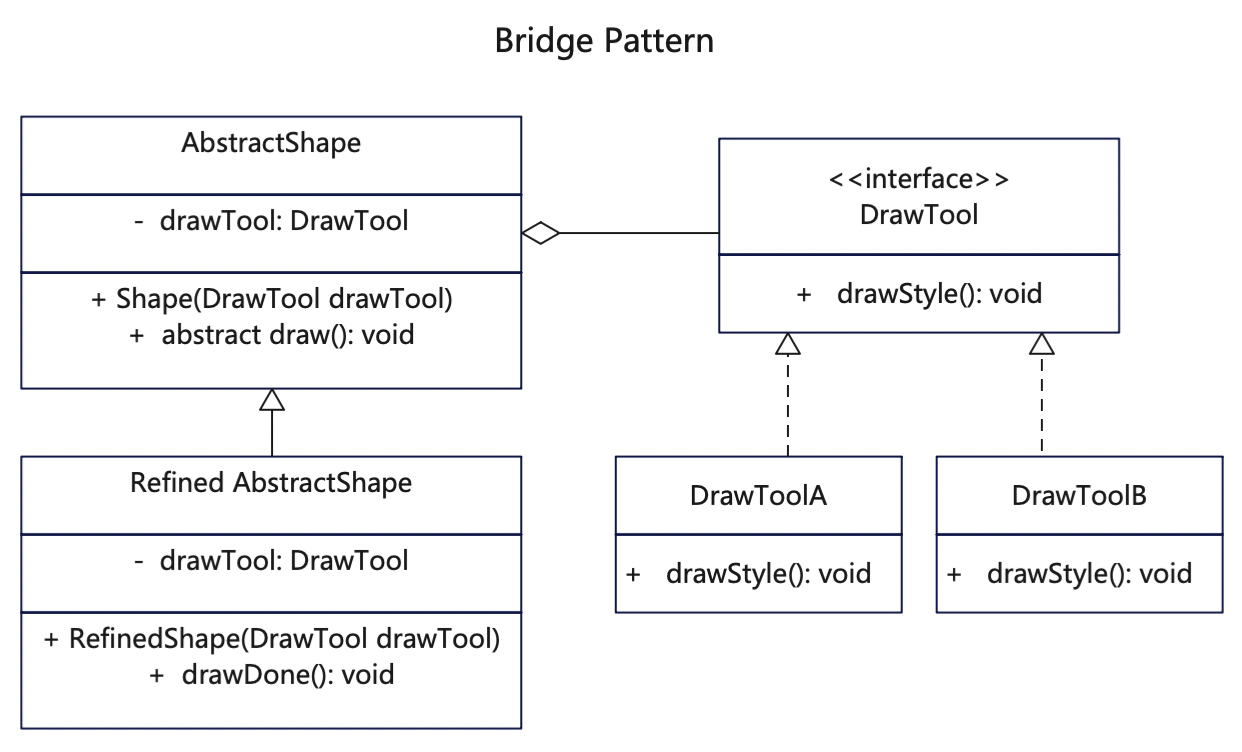 Bridge Pattern
AbstractShape
- drawTool: DrawTool
+ Shape(DrawTool drawTool)
+ abstract draw(): void
<<interface>>
DrawTool
+ drawStyle(): void
Refined AbstractShape
- drawTool: DrawTool
+ RefinedShape(DrawTool drawTool)
+ drawDone(): void
DrawToolA
+ drawStyle(): void
DrawToolB
+ drawStyle(): void